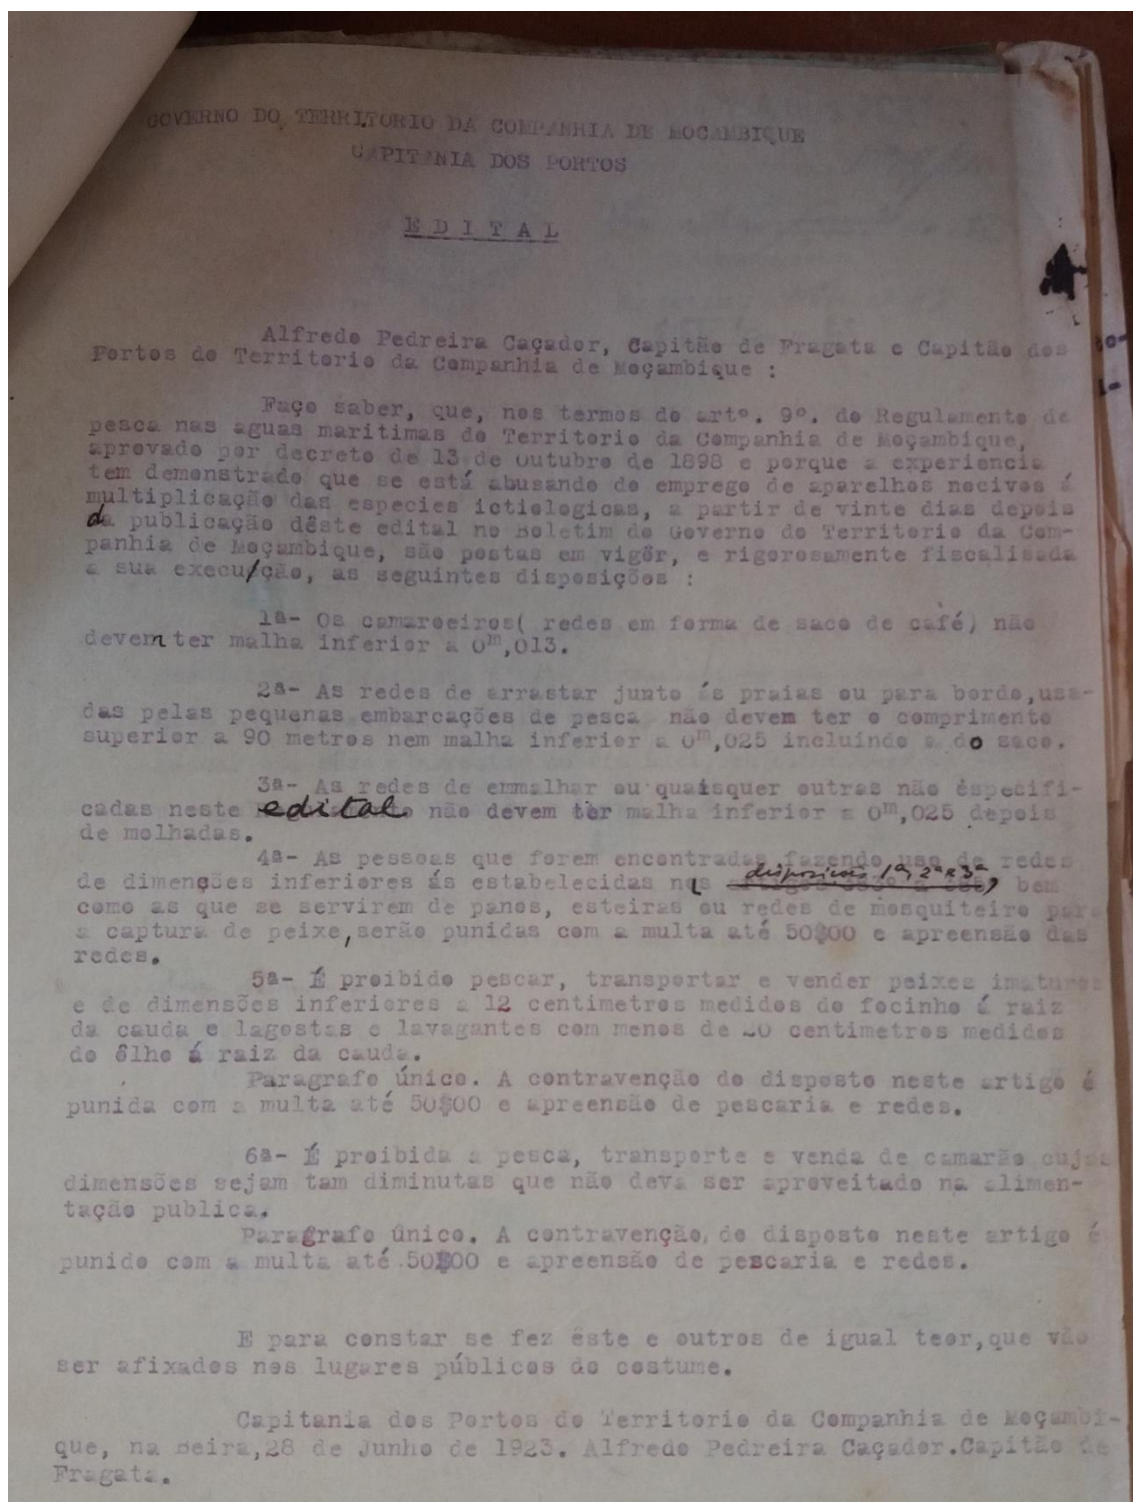 GOVERNO DO TERRITORIO DA COMPANHIA DE MOÇAMBIQUE
CAPITANIA DOS PORTOS
EDITAL
Alfredo Pedreira Caçador, Capitão de Fragata e Capitão dos
Portos do Territorio da Companhia de Moçambique :
Faço saber, que, nos termos do artº. 9º. do Regulamento de
pesca nas aguas maritimas do Territorio da Companhia de Moçambique,
aprovado por decreto de 13 de Outubro de 1898 e porque a experiencia
tem demonstrado que se está abusando do emprego de aparelhos nocivos á
multiplicação das especies ictiologicas, a partir de vinte dias depois
da publicação dêste edital no Boletim do Governo do Territorio da Com-
panhia de Moçambique, são postas em vigôr, e rigorosamente fiscalisada
a sua execu/ção, as seguintes disposições :
1ª- Os camaroeiros( redes em forma de saco de café) não
devem ter malha inferior a 0m,013.
2ª- As redes de arrastar junto ás praias ou para bordo,usa-
das pelas pequenas embarcações de pesca não devem ter o comprimento
superior a 90 metros nem malha inferior a 0m,025 incluindo a do saco.
3ª- As redes de emmalhar ou quaisquer outras não especifi-
cadas neste edital não devem ter malha inferior a 0m,025 depois
de molhadas.
4ª- As pessoas que forem encontradas fazendo uso de redes
de dimenções inferiores ás estabelecidas nas disposições 1ª, 2ª e 3ª, bem
como as que se servirem de panos, esteiras ou redes de mosquiteiro para
a captura de peixe, serão punidas com a multa até 50$00 e apreensão das
redes.
5ª- É proibido pescar, transportar e vender peixes imaturos
e de dimensões inferiores a 12 centimetros medidos do focinho á raiz
da cauda e lagostas e lavagantes com menos de 20 centimetros medidos
do ôlho á raiz da cauda.
Paragrafo único. A contravenção do disposto neste artigo é
punida com a multa até 50$00 e apreensão de pescaria e redes.
6ª- É proibida a pesca, transporte e venda de camarão cujas
dimensões sejam tam diminutas que não deva ser aproveitado na alimen-
tação publica.
Paragrafo ûnico. A contravenção do disposto neste artigo é
punido com a multa até 50$00 e apreensão de pescaria e redes.
E para constar se fez êste e outros de igual teor,que vão
ser afixados nos lugares públicos do costume.
Capitania dos Portos do Territorio da Companhia de Moçambi-
que, na Beira,28 de Junho de 1923. Alfredo Pedreira Caçador.Capitão de
Fragata.